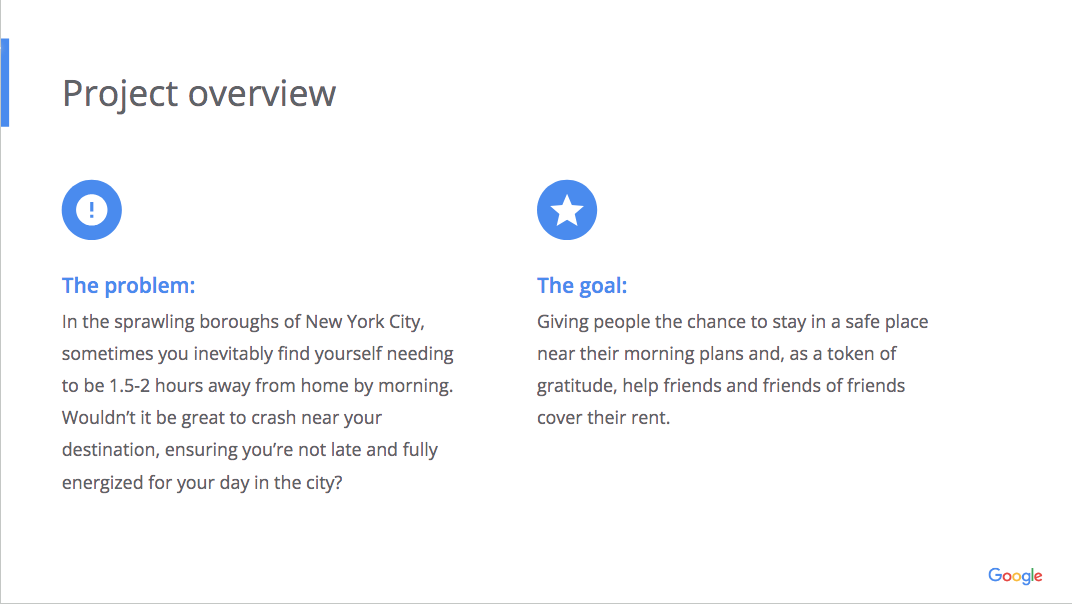 Project overview
The problem:
In the sprawling boroughs of New York City,
sometimes you inevitably find yourself needing
to be 1.5-2 hours away from home by morning.
Wouldn’t it be great to crash near your
destination, ensuring you’re not late and fully
energized for your day in the city?
The goal:
Giving people the chance to stay in a safe place
near their morning plans and, as a token of
gratitude, help friends and friends of friends
cover their rent.
Google